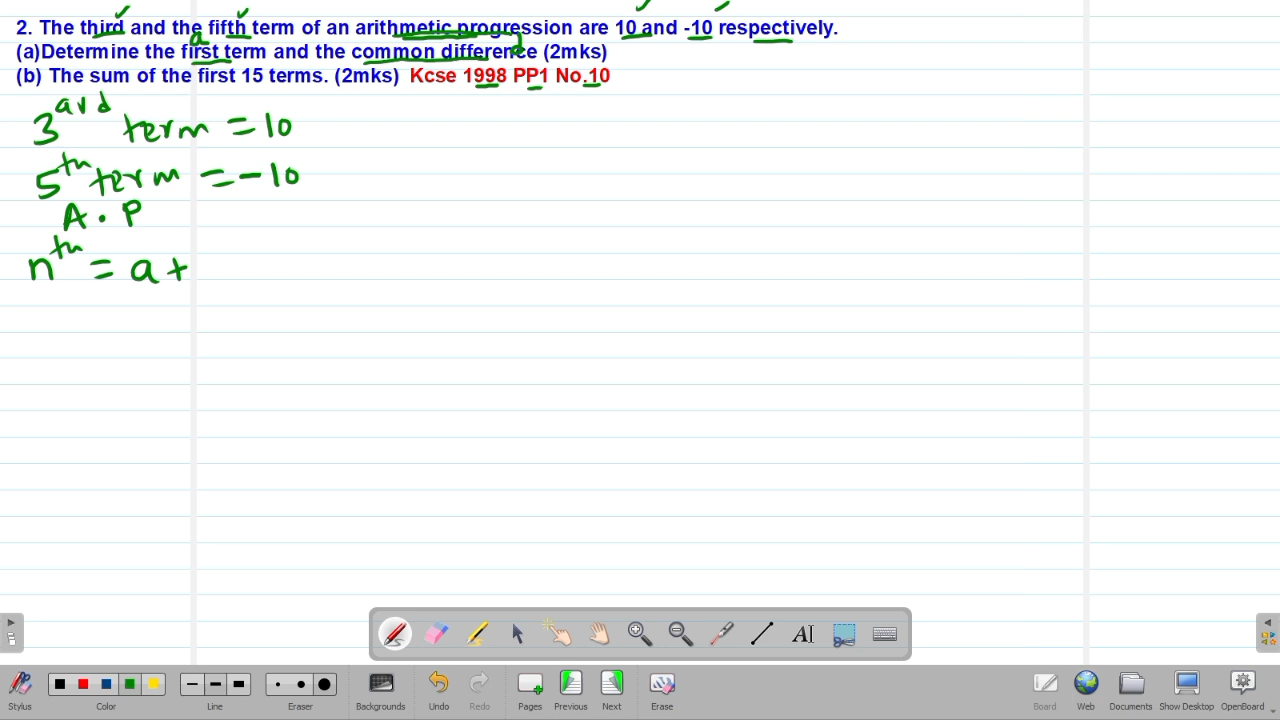 2. The third and the fifth term of an arithmetic progression are 10 and -10 respectively.
a d
(a)Determine the first term and the common difference (2mks)
(b) The sum of the first 15 terms. (2mks) Kcse 1998 PP1 No.10
3 ard term = 10
5th term = -10
A . P
nth = a +
Stylus Color Line Eraser Backgrounds Undo Redo Pages Previous Next Erase Board Web Documents Show Desktop OpenBoard